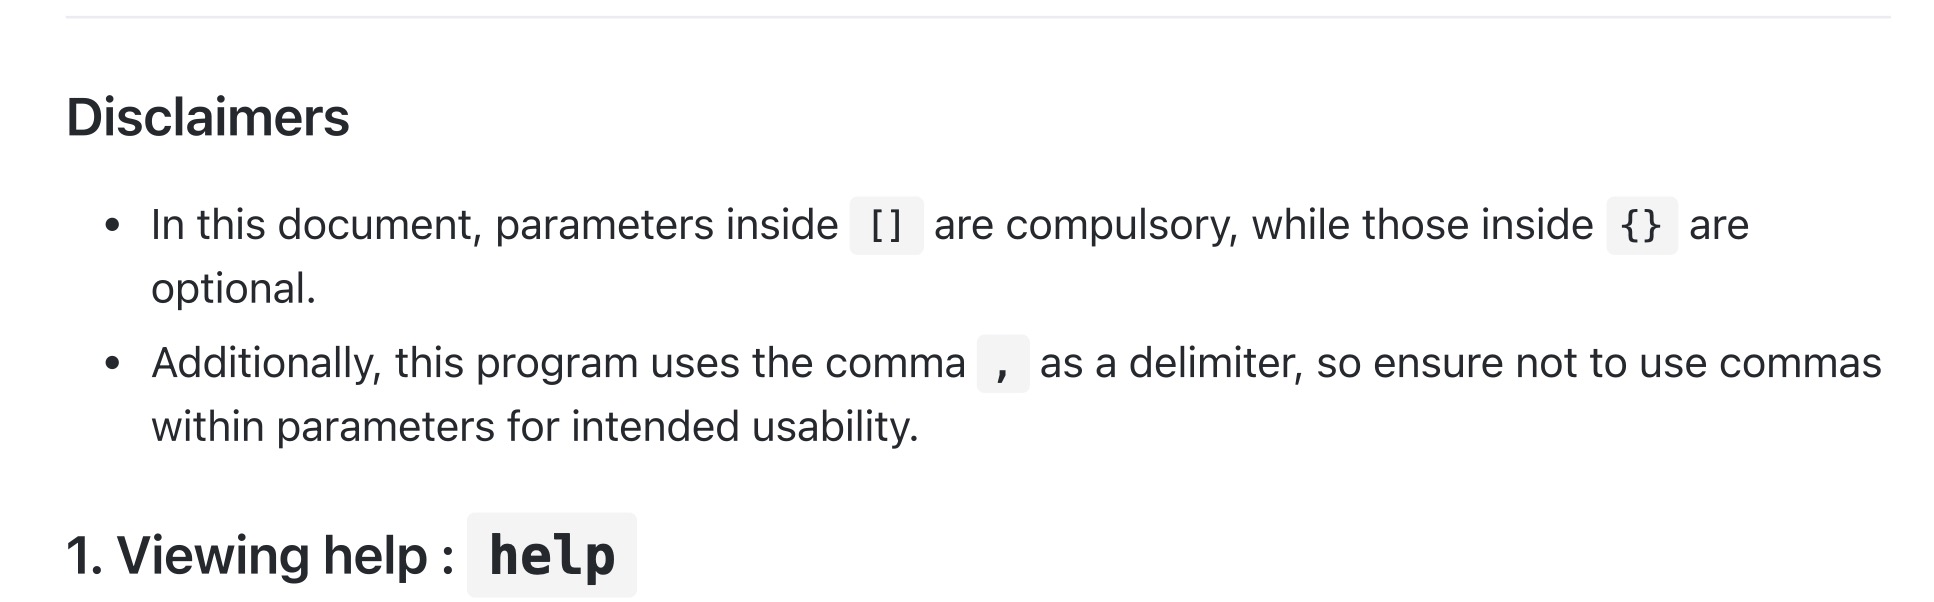 Disclaimers
• In this document, parameters inside [] are compulsory, while those inside {} are
optional.
• Additionally, this program uses the comma , as a delimiter, so ensure not to use commas
within parameters for intended usability.
1. Viewing help : help